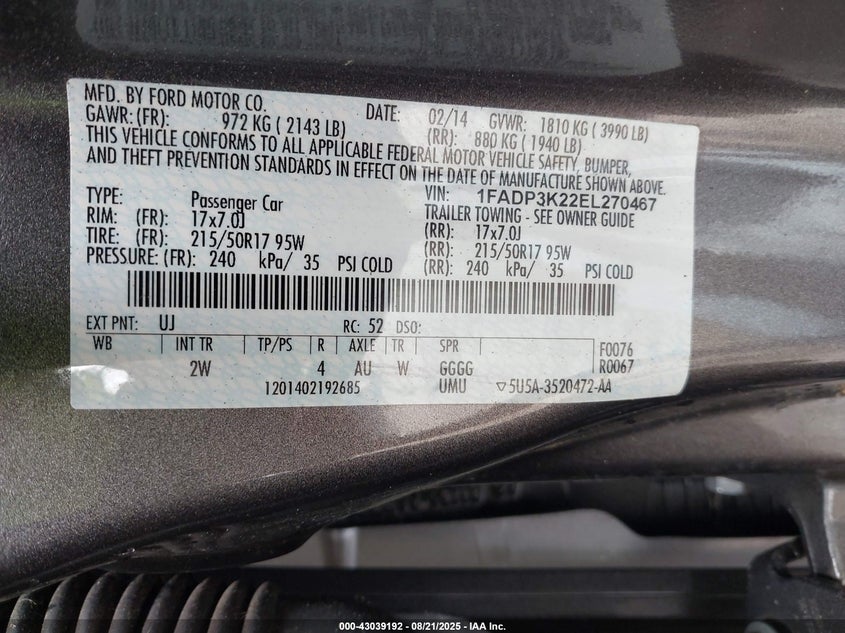 MFD. BY FORD MOTOR CO. DATE: 02/14 GVWR: 1810 KG ( 3990 LB)
GAWR: (FR): 972 KG ( 2143 LB) (RR): 880 KG ( 1940 LB)
THIS VEHICLE CONFORMS TO ALL APPLICABLE FEDERAL MOTOR VEHICLE SAFETY, BUMPER,
AND THEFT PREVENTION STANDARDS IN EFFECT ON THE DATE OF MANUFACTURE SHOWN ABOVE.
VIN: 1FADP3K22EL270467
TYPE: Passenger Car TRAILER TOWING - SEE OWNER GUIDE
RIM: (FR): 17x7.0J (RR): 17x7.0J
TIRE: (FR): 215/50R17 95W (RR): 215/50R17 95W
PRESSURE: (FR): 240 kPa/ 35 PSI COLD (RR): 240 kPa/ 35 PSI COLD
EXT PNT: UJ RC: 52 DSO:
WB INT TR TP/PS R AXLE TR SPR F0076
2W 4 AU W GGGG R0067
1201402192685 UMU ▽5U5A-3520472-AA
000-43039192 - 08/21/2025 - IAA Inc.